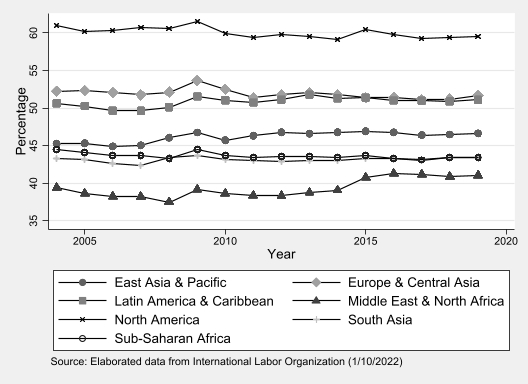 60
55
50
45
40
35
Percentage
2005
2010
2015
2020
Year
East Asia & Pacific
Europe & Central Asia
Latin America & Caribbean
Middle East & North Africa
North America
South Asia
Sub-Saharan Africa
Source: Elaborated data from International Labor Organization (1/10/2022)